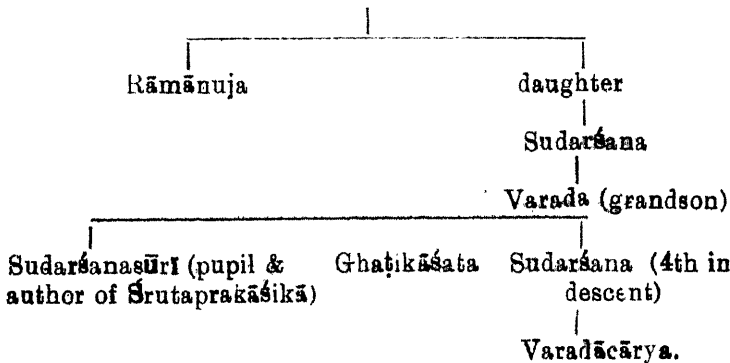 Rāmānuja daughter
Sudarśana
Varada (grandson)
Sudarśanasūrī (pupil & Ghaṭikāśata Sudarśana (4th in
author of Śrutaprakāśikā) descent)
Varadācārya.